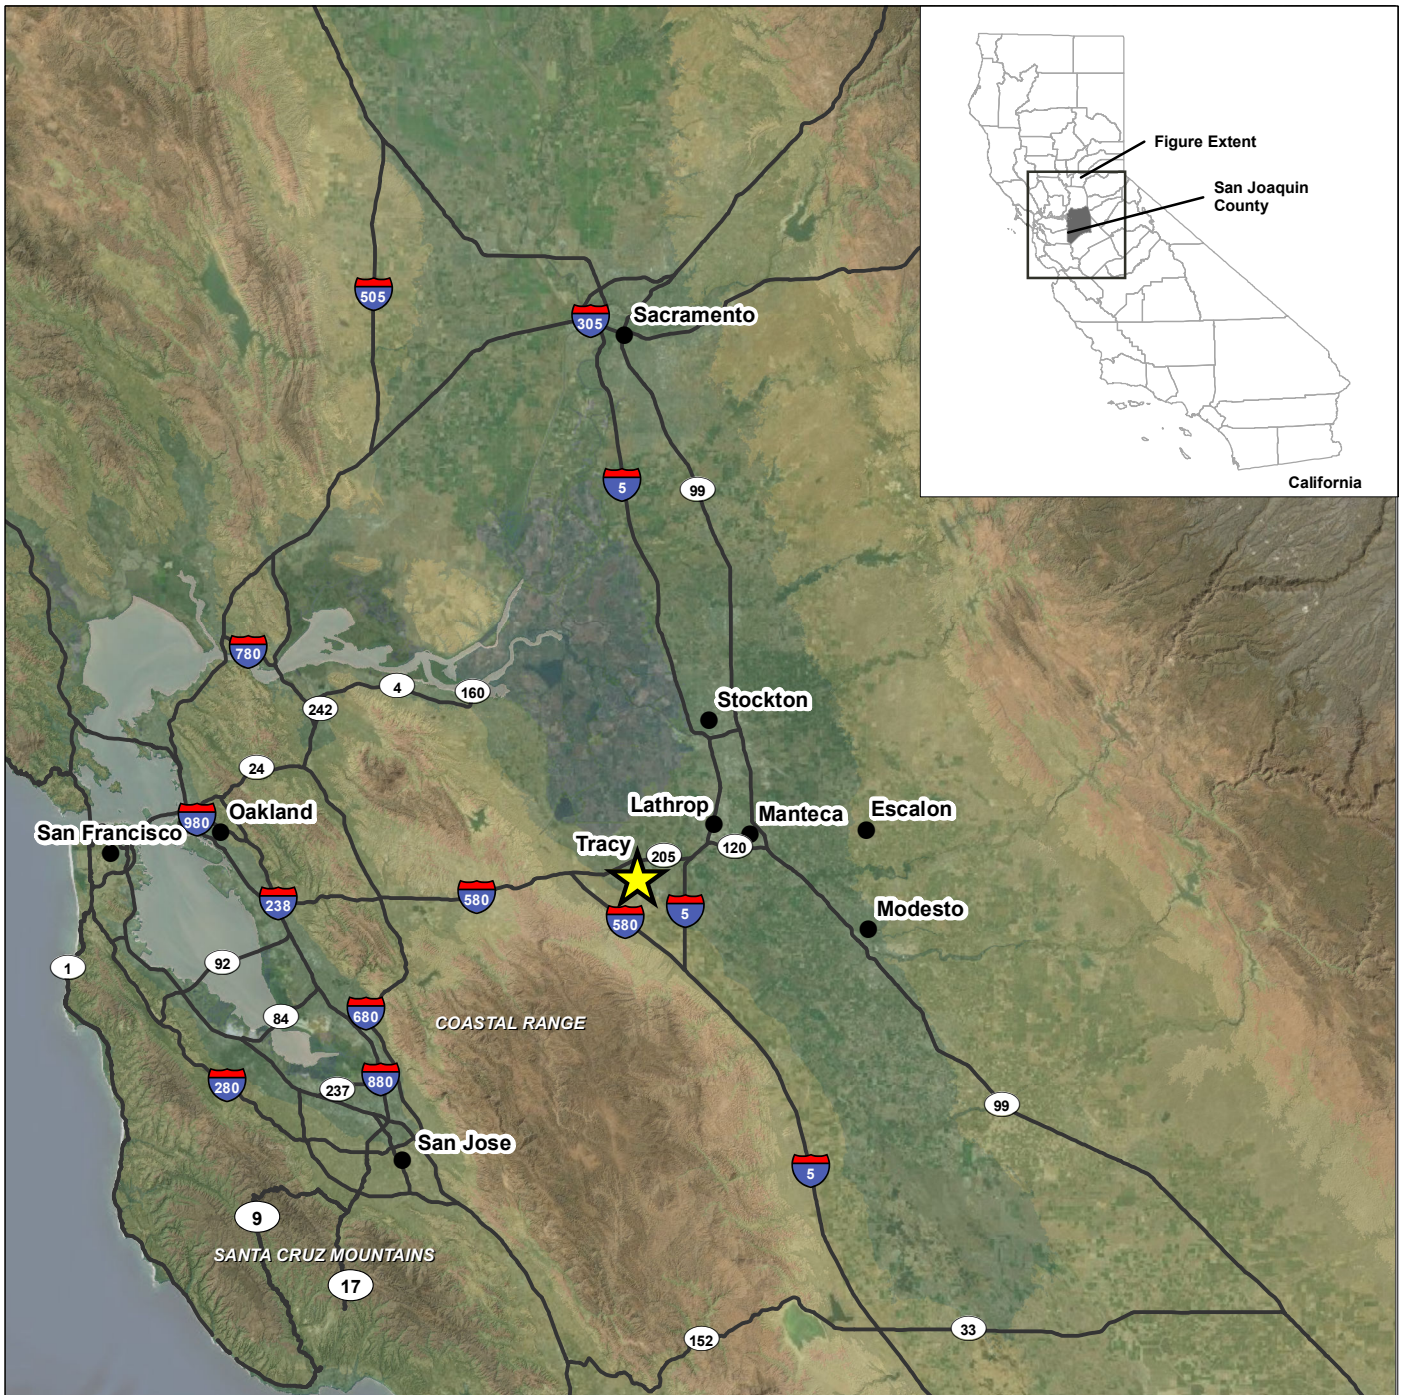 Figure Extent
San Joaquin
County
California
505
305
Sacramento
5
99
780
4
160
242
Stockton
24
980
Oakland
San Francisco
Lathrop
Manteca
Escalon
Tracy
205
120
238
580
580
5
Modesto
92
1
84
680
COASTAL RANGE
280
237
880
99
San Jose
5
9
SANTA CRUZ MOUNTAINS
17
152
33